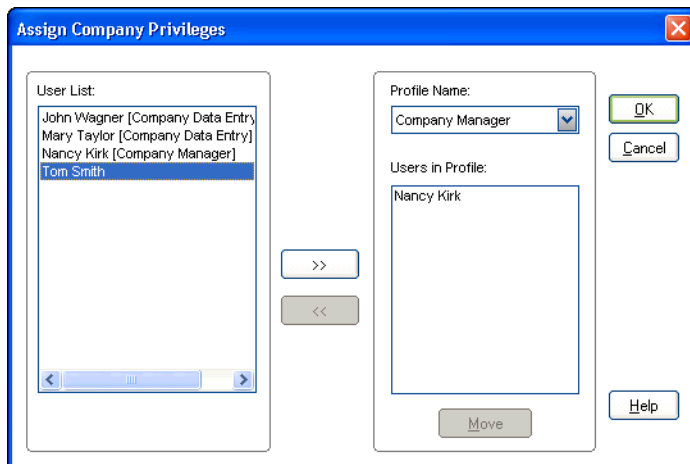 Assign Company Privileges
User List:
John Wagner [Company Data Entry
Mary Taylor [Company Data Entry]
Nancy Kirk [Company Manager]
Tom Smith
>>
<<
Profile Name:
Company Manager
Users in Profile:
Nancy Kirk
Move
OK
Cancel
Help